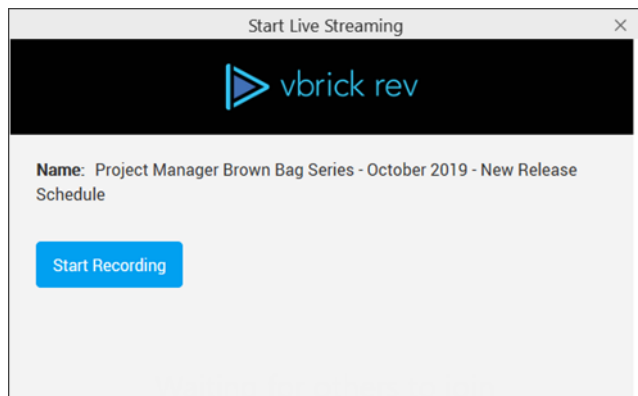 Start Live Streaming
vbrick rev
Name: Project Manager Brown Bag Series - October 2019 - New Release
Schedule
Start Recording